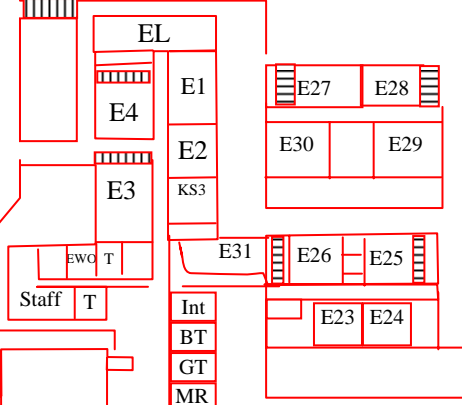 EL
E1
E27
E28
E4
E2
E30
E29
E3
KS3
E31
E26
E25
EWO
T
Staff
T
Int
E23
E24
BT
GT
MR